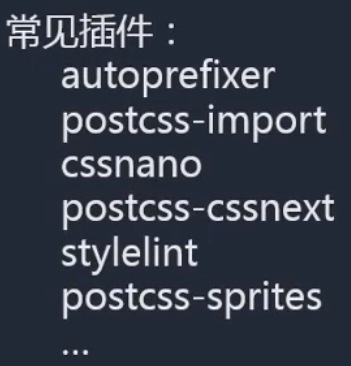 常见插件：
autoprefixer
postcss-import
cssnano
postcss-cssnext
stylelint
postcss-sprites
...